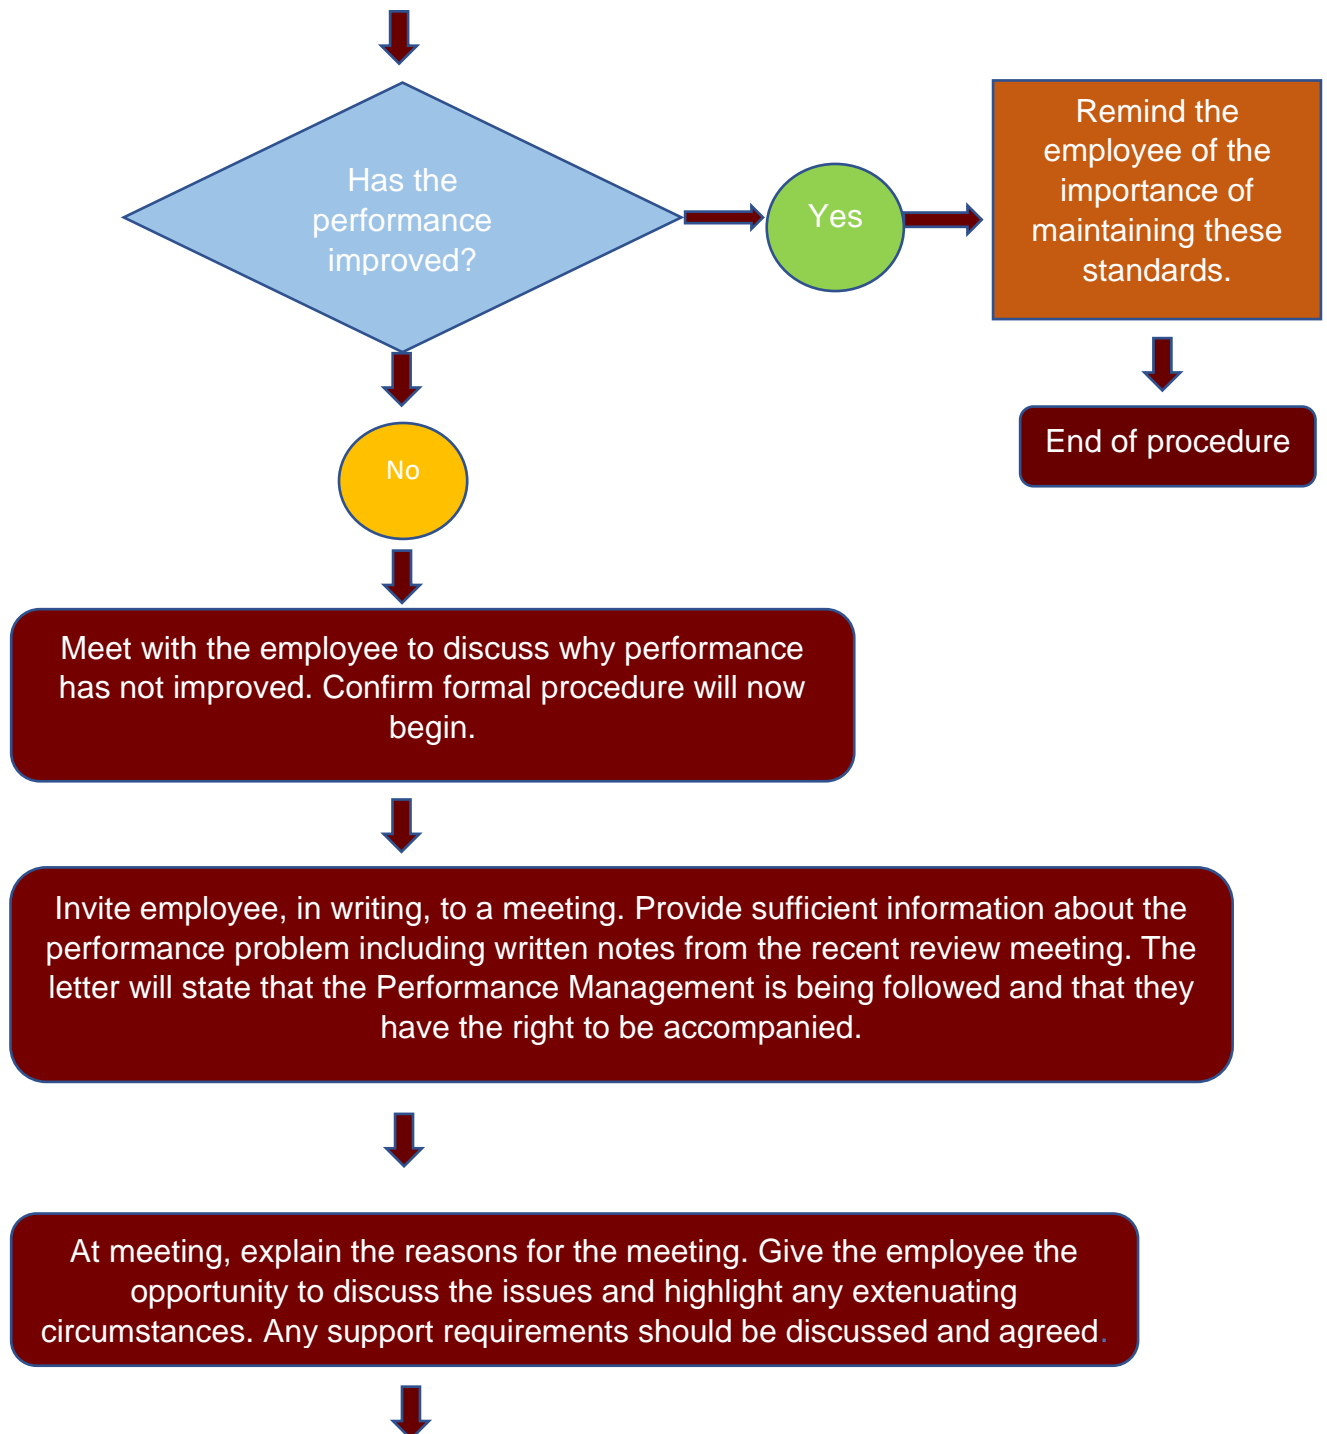 Has the
performance
improved?
Yes
Remind the
employee of the
importance of
maintaining these
standards.
End of procedure
No
Meet with the employee to discuss why performance
has not improved. Confirm formal procedure will now
begin.
Invite employee, in writing, to a meeting. Provide sufficient information about the
performance problem including written notes from the recent review meeting. The
letter will state that the Performance Management is being followed and that they
have the right to be accompanied.
At meeting, explain the reasons for the meeting. Give the employee the
opportunity to discuss the issues and highlight any extenuating
circumstances. Any support requirements should be discussed and agreed.